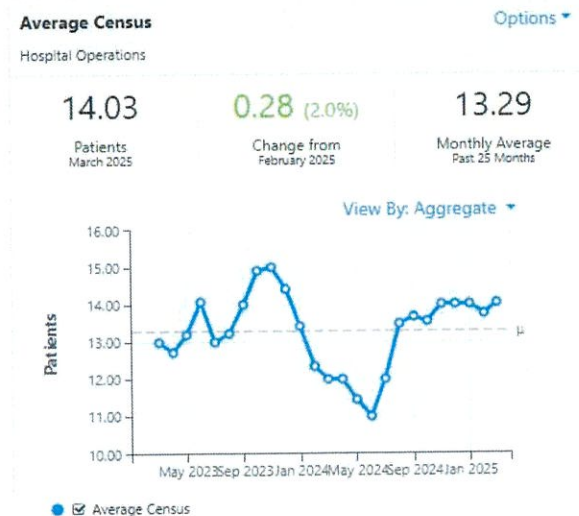 Average Census
Options
Hospital Operations
14.03
Patients
March 2025
0.28 (2.0%)
Change from
February 2025
13.29
Monthly Average
Past 25 Months
View By: Aggregate
16.00
15.00
14.00
13.00
12.00
11.00
10.00
Patients
μ
May 2023 Sep 2023 Jan 2024 May 2024 Sep 2024 Jan 2025
Average Census